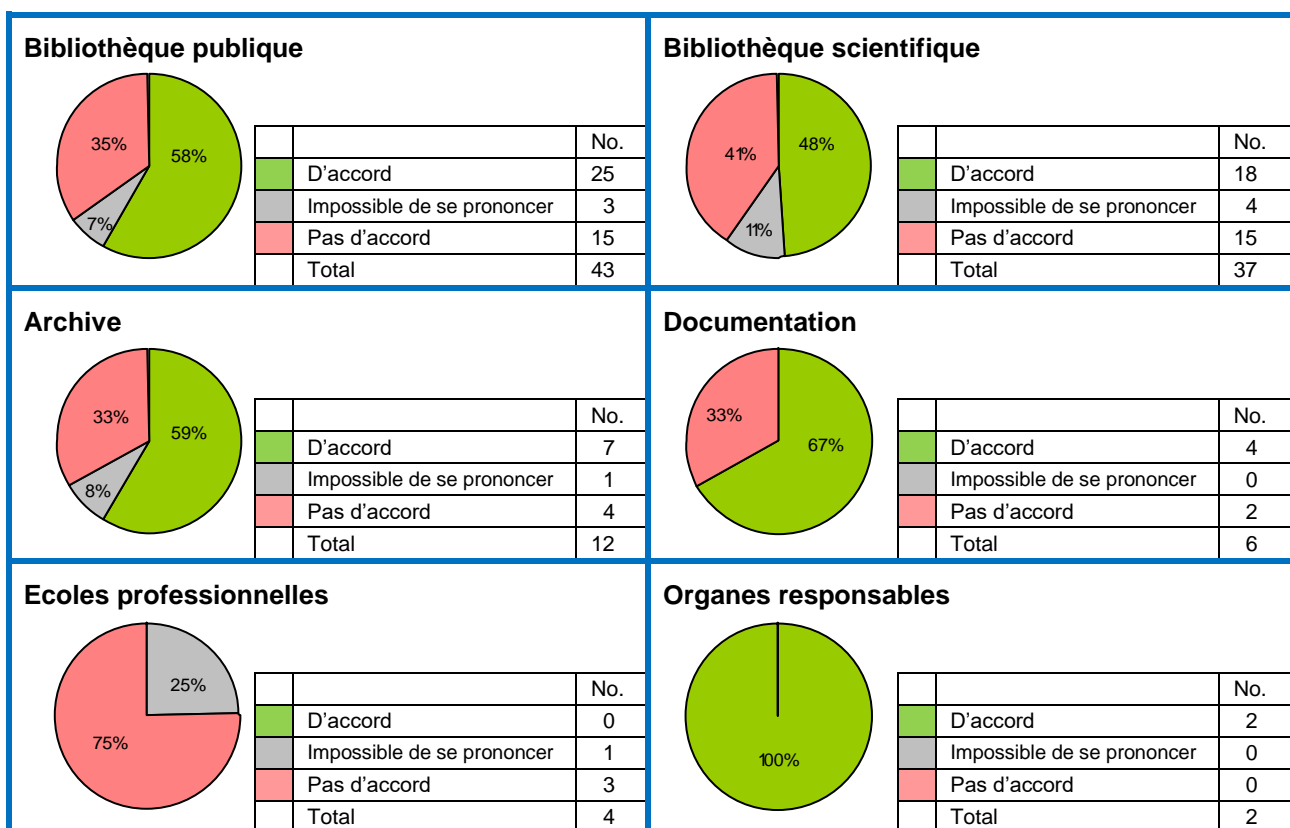 Bibliothèque publique
35%
58%
7%
No.
D'accord 25
Impossible de se prononcer 3
Pas d'accord 15
Total 43
Bibliothèque scientifique
41%
48%
11%
No.
D'accord 18
Impossible de se prononcer 4
Pas d'accord 15
Total 37
Archive
33%
59%
8%
No.
D'accord 7
Impossible de se prononcer 1
Pas d'accord 4
Total 12
Documentation
33%
67%
No.
D'accord 4
Impossible de se prononcer 0
Pas d'accord 2
Total 6
Ecoles professionnelles
25%
75%
No.
D'accord 0
Impossible de se prononcer 1
Pas d'accord 3
Total 4
Organes responsables
100%
No.
D'accord 2
Impossible de se prononcer 0
Pas d'accord 0
Total 2